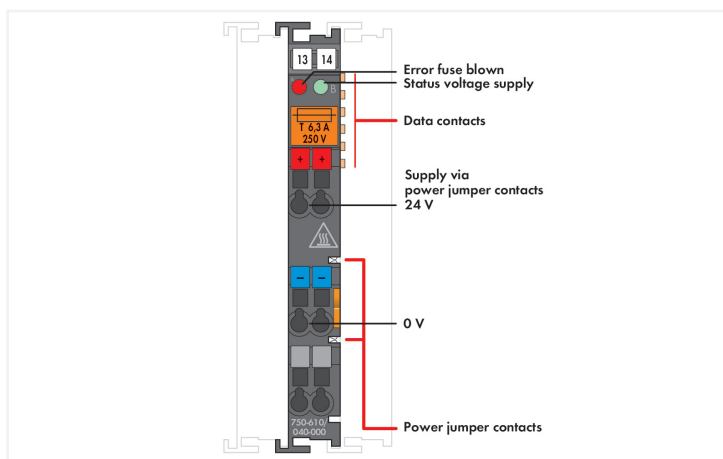 13 14
Error fuse blown
B
Status voltage supply
T 6,3 A
250 V
Data contacts
+ +
Supply via
power jumper contacts
24 V
– –
0 V
750-610/
040-000
Power jumper contacts